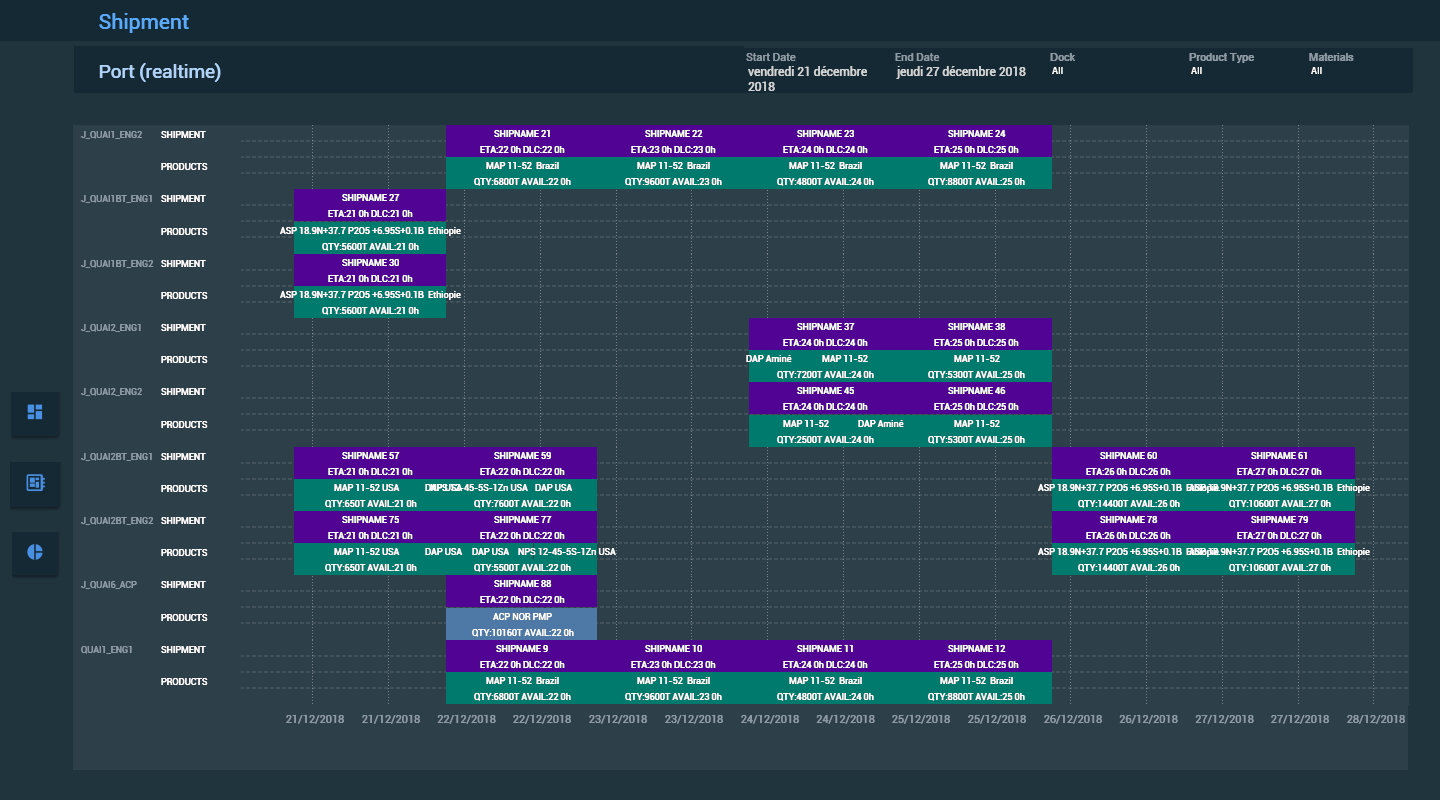 Shipment
Port (realtime)
Start Date
vendredi 21 décembre
2018
End Date
jeudi 27 décembre 2018
Dock
All
Product Type
All
Materials
All
J_QUAI1_ENG2 SHIPMENT SHIPNAME 21 SHIPNAME 22 SHIPNAME 23 SHIPNAME 24
ETA:22 0h DLC:22 0h ETA:23 0h DLC:23 0h ETA:24 0h DLC:24 0h ETA:25 0h DLC:25 0h
PRODUCTS MAP 11-52 Brazil MAP 11-52 Brazil MAP 11-52 Brazil MAP 11-52 Brazil
QTY:6800T AVAIL:22 0h QTY:9600T AVAIL:23 0h QTY:4800T AVAIL:24 0h QTY:8800T AVAIL:25 0h
J_QUAI1BT_ENG1 SHIPMENT SHIPNAME 27
ETA:21 0h DLC:21 0h
PRODUCTS ASP 18.9N+37.7 P2O5 +6.95S+0.1B Ethiopie
QTY:5600T AVAIL:21 0h
J_QUAI1BT_ENG2 SHIPMENT SHIPNAME 30
ETA:21 0h DLC:21 0h
PRODUCTS ASP 18.9N+37.7 P2O5 +6.95S+0.1B Ethiopie
QTY:5600T AVAIL:21 0h
J_QUAI2_ENG1 SHIPMENT SHIPNAME 37 SHIPNAME 38
ETA:24 0h DLC:24 0h ETA:25 0h DLC:25 0h
PRODUCTS DAP Aminé MAP 11-52 MAP 11-52
QTY:7200T AVAIL:24 0h QTY:5300T AVAIL:25 0h
J_QUAI2_ENG2 SHIPMENT SHIPNAME 45 SHIPNAME 46
ETA:24 0h DLC:24 0h ETA:25 0h DLC:25 0h
PRODUCTS MAP 11-52 DAP Aminé MAP 11-52
QTY:2500T AVAIL:24 0h QTY:5300T AVAIL:25 0h
J_QUAI2BT_ENG1 SHIPMENT SHIPNAME 57 SHIPNAME 59 SHIPNAME 60 SHIPNAME 61
ETA:21 0h DLC:21 0h ETA:22 0h DLC:22 0h ETA:26 0h DLC:26 0h ETA:27 0h DLC:27 0h
PRODUCTS MAP 11-52 USA 12-45-5S-1Zn USA DAP USA ASP 18.9N+37.7 P2O5 +6.95S+0.1B +37.7 P2O5 +6.95S+0.1B Ethiopie
QTY:650T AVAIL:21 0h QTY:7600T AVAIL:22 0h QTY:14400T AVAIL:26 0h QTY:10600T AVAIL:27 0h
J_QUAI2BT_ENG2 SHIPMENT SHIPNAME 75 SHIPNAME 77 SHIPNAME 78 SHIPNAME 79
ETA:21 0h DLC:21 0h ETA:22 0h DLC:22 0h ETA:26 0h DLC:26 0h ETA:27 0h DLC:27 0h
PRODUCTS MAP 11-52 USA DAP USA DAP USA NPS 12-45-5S-1Zn USA ASP 18.9N+37.7 P2O5 +6.95S+0.1B +37.7 P2O5 +6.95S+0.1B Ethiopie
QTY:650T AVAIL:21 0h QTY:5500T AVAIL:22 0h QTY:14400T AVAIL:26 0h QTY:10600T AVAIL:27 0h
J_QUAI6_ACP SHIPMENT SHIPNAME 88
ETA:22 0h DLC:22 0h
PRODUCTS ACP NOR PMP
QTY:10160T AVAIL:22 0h
QUAI1_ENG1 SHIPMENT SHIPNAME 9 SHIPNAME 10 SHIPNAME 11 SHIPNAME 12
ETA:22 0h DLC:22 0h ETA:23 0h DLC:23 0h ETA:24 0h DLC:24 0h ETA:25 0h DLC:25 0h
PRODUCTS MAP 11-52 Brazil MAP 11-52 Brazil MAP 11-52 Brazil MAP 11-52 Brazil
QTY:6800T AVAIL:22 0h QTY:9600T AVAIL:23 0h QTY:4800T AVAIL:24 0h QTY:8800T AVAIL:25 0h
21/12/2018 21/12/2018 22/12/2018 22/12/2018 23/12/2018 23/12/2018 24/12/2018 24/12/2018 25/12/2018 25/12/2018 26/12/2018 26/12/2018 27/12/2018 27/12/2018 28/12/2018